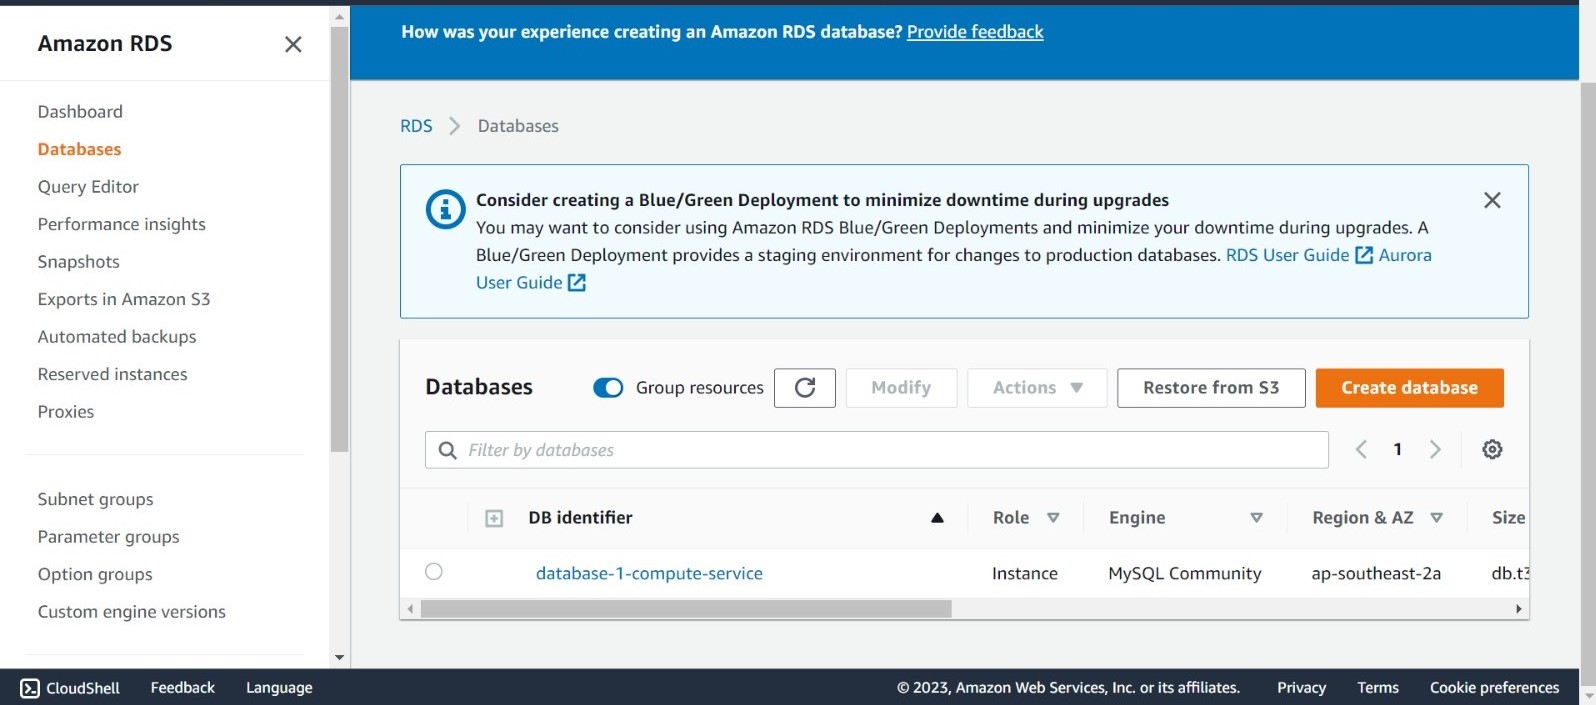 Amazon RDS
Dashboard
Databases
Query Editor
Performance insights
Snapshots
Exports in Amazon S3
Automated backups
Reserved instances
Proxies
Subnet groups
Parameter groups
Option groups
Custom engine versions
How was your experience creating an Amazon RDS database? Provide feedback
RDS > Databases
Consider creating a Blue/Green Deployment to minimize downtime during upgrades
You may want to consider using Amazon RDS Blue/Green Deployments and minimize your downtime during upgrades. A
Blue/Green Deployment provides a staging environment for changes to production databases. RDS User Guide Aurora
User Guide
Databases Group resources Modify Actions Restore from S3 Create database
Filter by databases 1
DB identifier Role Engine Region & AZ Size
database-1-compute-service Instance MySQL Community ap-southeast-2a db.t3
CloudShell Feedback Language © 2023, Amazon Web Services, Inc. or its affiliates. Privacy Terms Cookie preferences